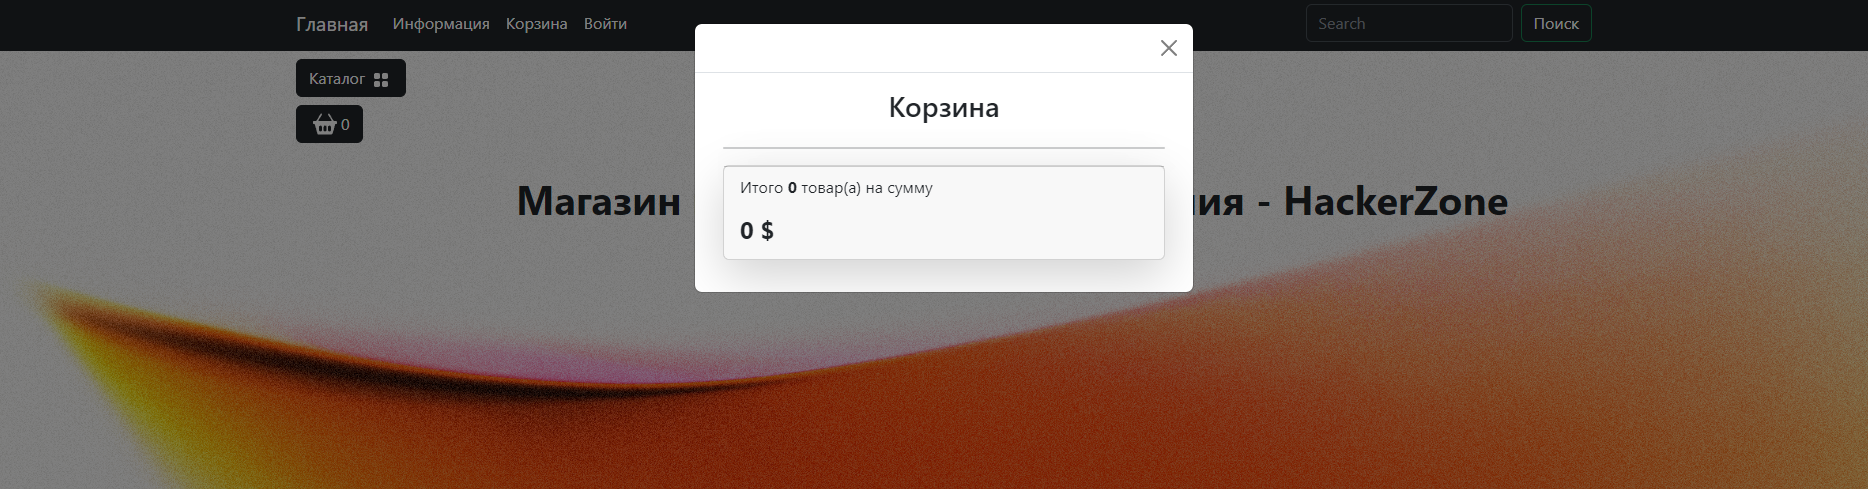 Главная Информация Корзина Войти Search Поиск
Каталог
0
Корзина
Итого 0 товар(а) на сумму
0 $
Магазин ия - HackerZone